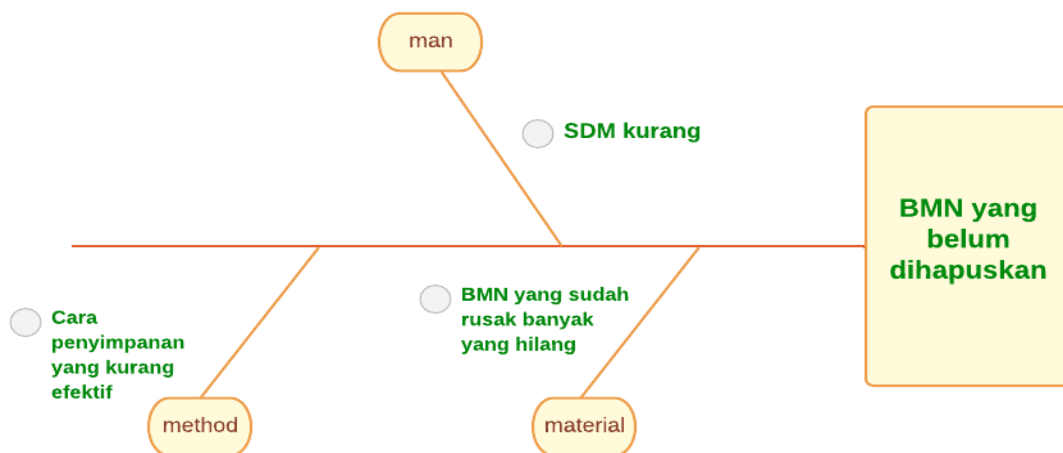 man
SDM kurang
BMN yang
belum
dihapuskan
BMN yang sudah
rusak banyak
yang hilang
Cara
penyimpanan
yang kurang
efektif
method
material